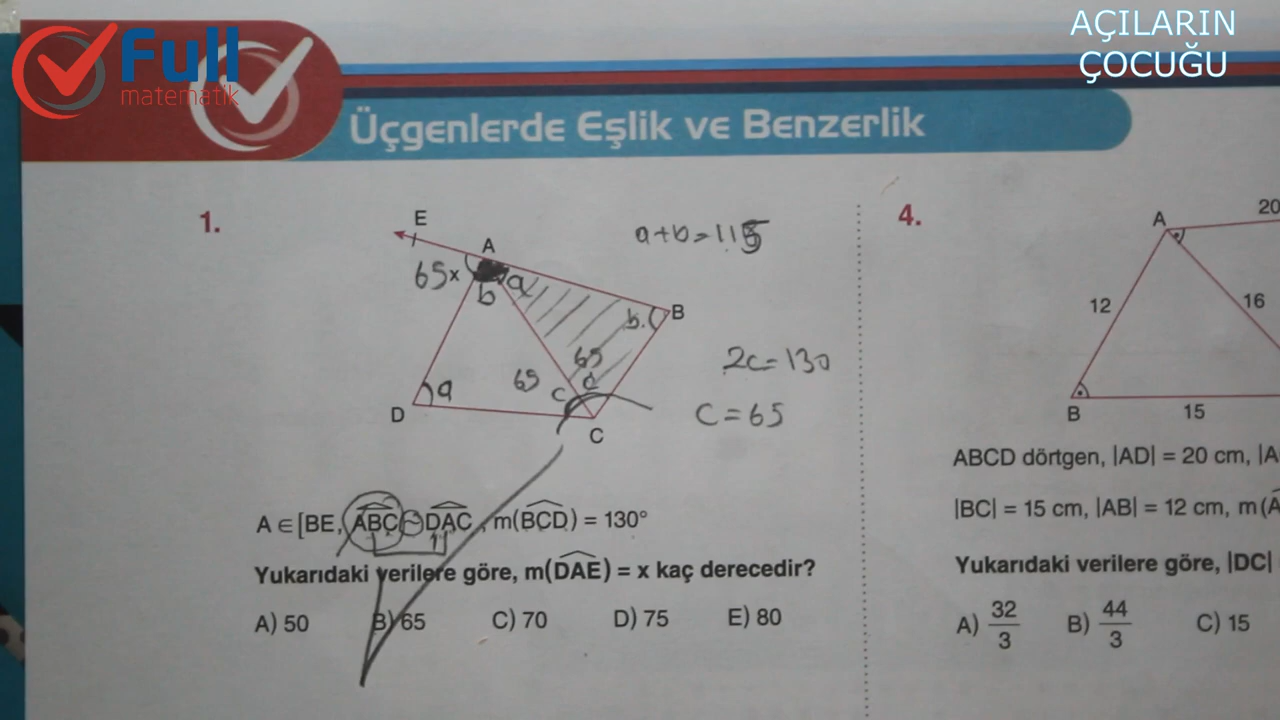 AÇILARIN
ÇOCUĞU
Full
matematik
Üçgenlerde Eşlik ve Benzerlik
1.
E
A
65 x
b
a
b.
B
a+b=115
65
65
c
c
a
D
C
2c=130
C=65
A ∈ [BE, ABC ~ DAC, m(BCD) = 130°
Yukarıdaki verilere göre, m(DAE) = x kaç derecedir?
A) 50 B) 65 C) 70 D) 75 E) 80
4.
A
20
12
16
B
15
ABCD dörtgen, |AD| = 20 cm, |A
|BC| = 15 cm, |AB| = 12 cm, m(A
Yukarıdaki verilere göre, |DC|
A) 32/3 B) 44/3 C) 15